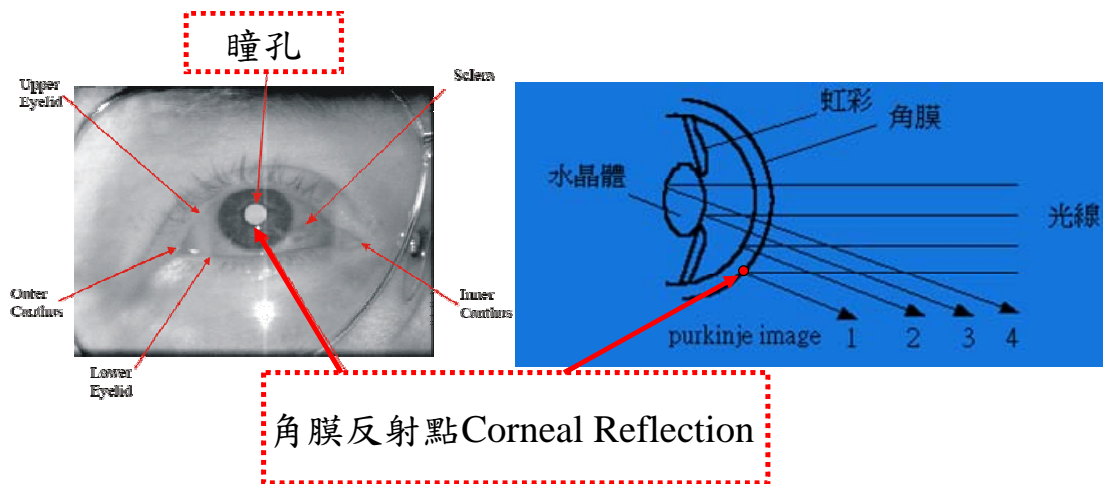 瞳孔
Upper
Eyelid
Sclera
Outer
Canthus
Inner
Canthus
Lower
Eyelid
虹彩
角膜
水晶體
光線
purkinje image 1 2 3 4
角膜反射點Corneal Reflection